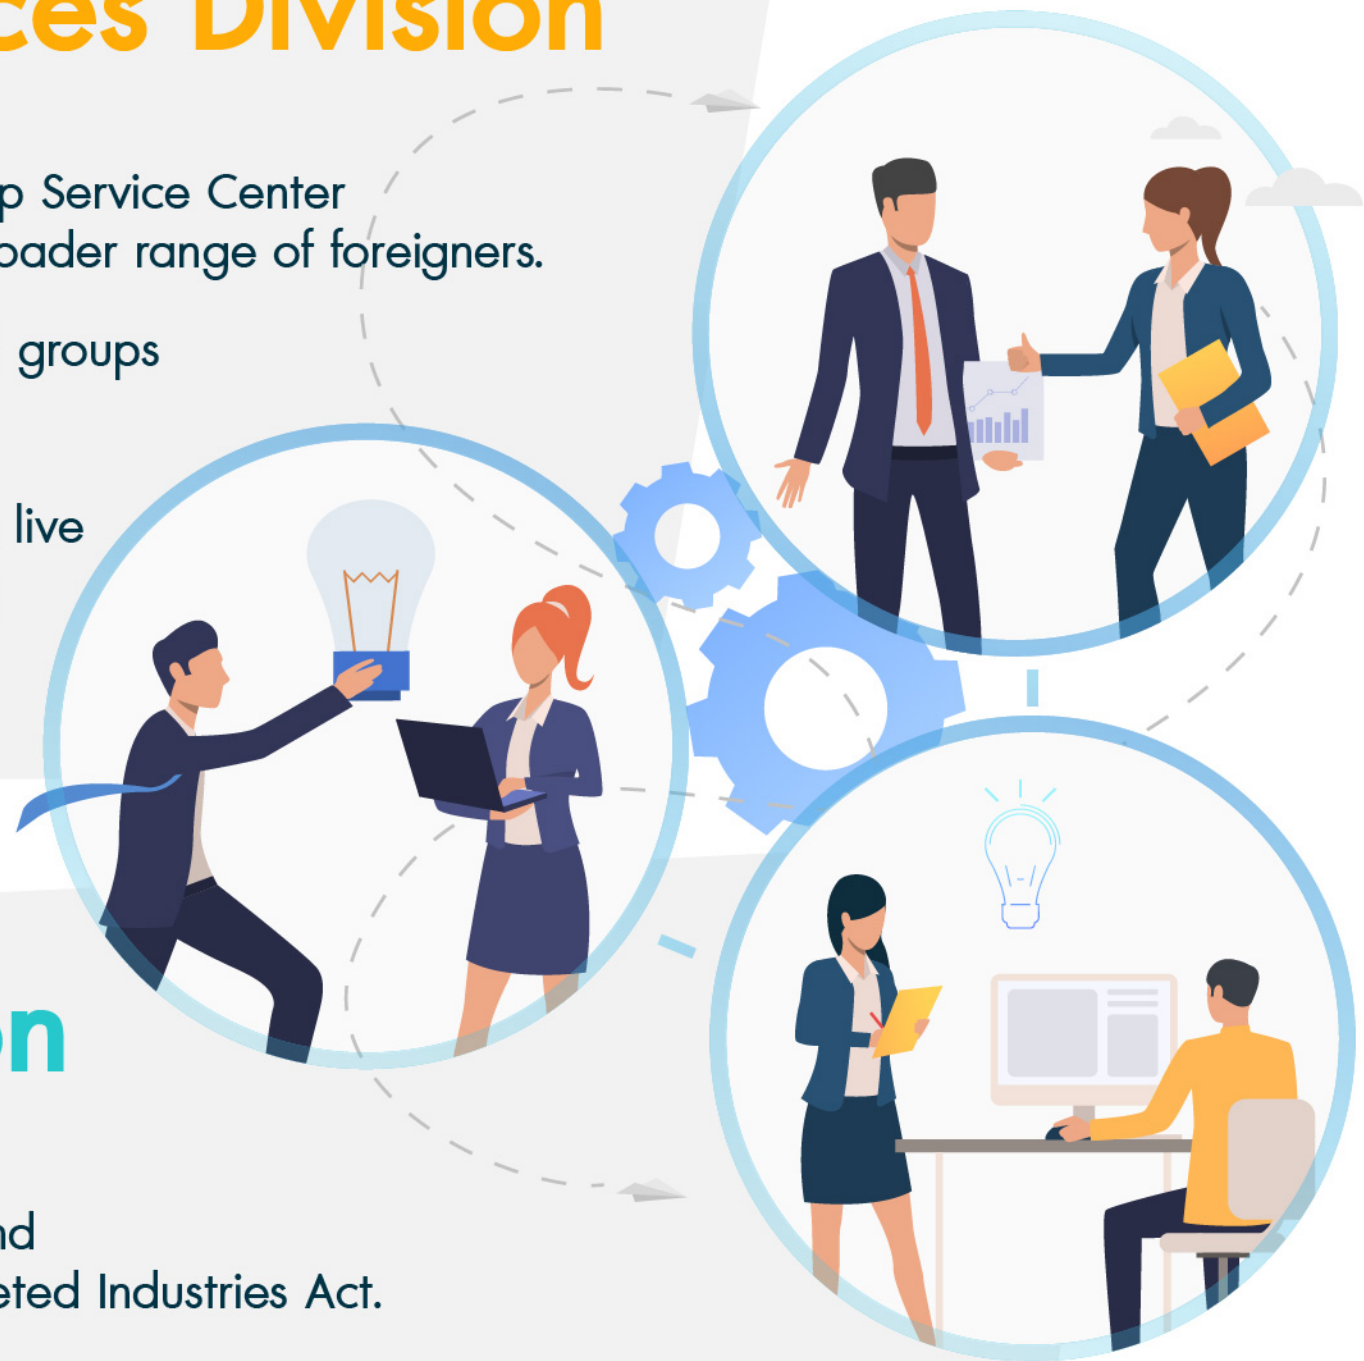 ces Division
p Service Center
oader range of foreigners.
groups
live
on
nd
eted Industries Act.